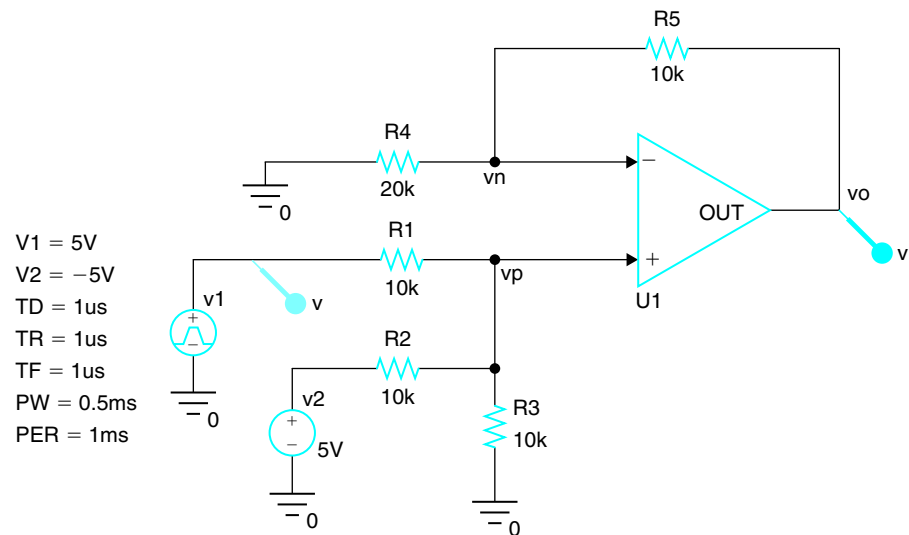 R5
10k
R4
20k
vn
0
−
OUT
vo
v
V1 = 5V
V2 = −5V
TD = 1us
TR = 1us
TF = 1us
PW = 0.5ms
PER = 1ms
R1
10k
vp
+
U1
v1
v
+
−
0
R2
10k
v2
+
−
5V
0
R3
10k
0